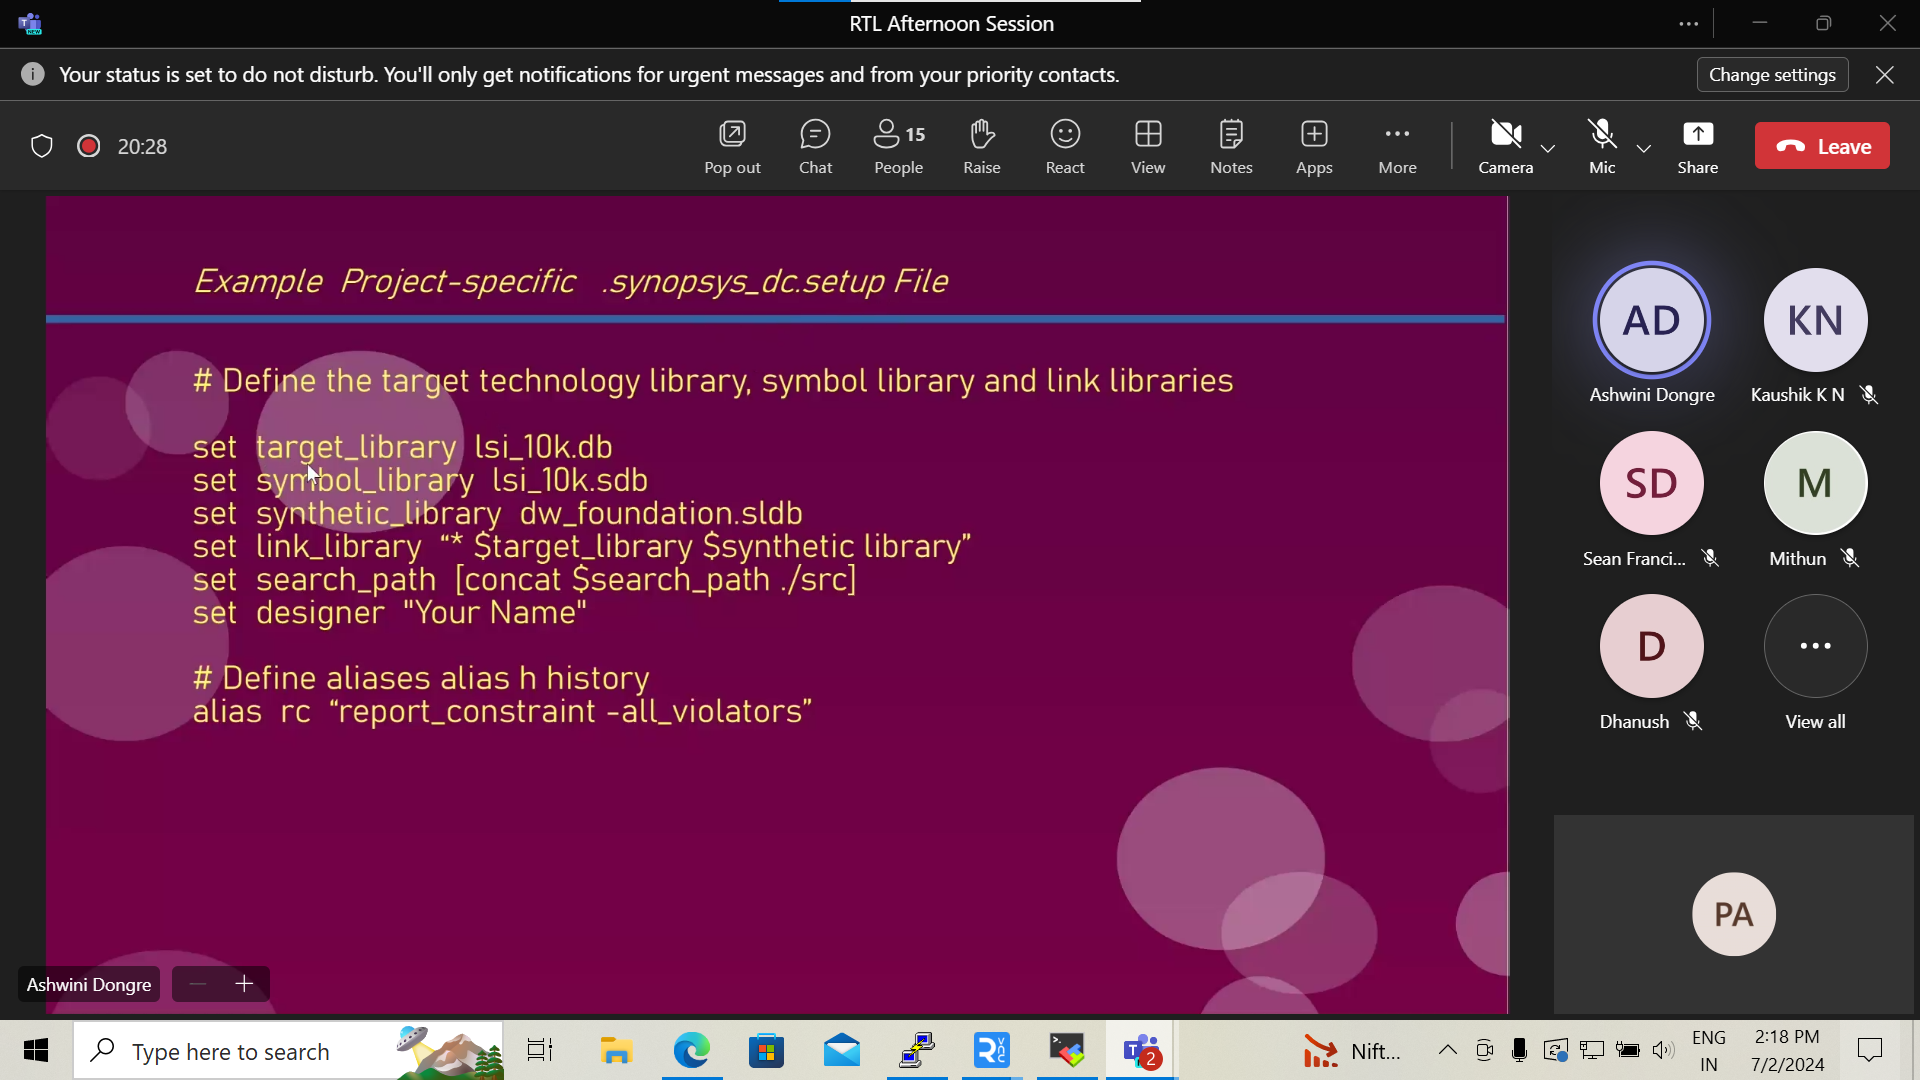 RTL Afternoon Session
Your status is set to do not disturb. You'll only get notifications for urgent messages and from your priority contacts.
Change settings
20:28
Pop out
Chat
15
People
Raise
React
View
Notes
Apps
More
Camera
Mic
Share
Leave
Example Project-specific .synopsys_dc.setup File
# Define the target technology library, symbol library and link libraries
set target_library lsi_10k.db
set symbol_library lsi_10k.sdb
set synthetic_library dw_foundation.sldb
set link_library “* $target_library $synthetic library”
set search_path [concat $search_path ./src]
set designer "Your Name"
# Define aliases alias h history
alias rc “report_constraint -all_violators”
AD
Ashwini Dongre
KN
Kaushik K N
SD
Sean Franci...
M
Mithun
D
Dhanush
View all
PA
Ashwini Dongre
Type here to search
2
Nift...
ENG
IN
2:18 PM
7/2/2024